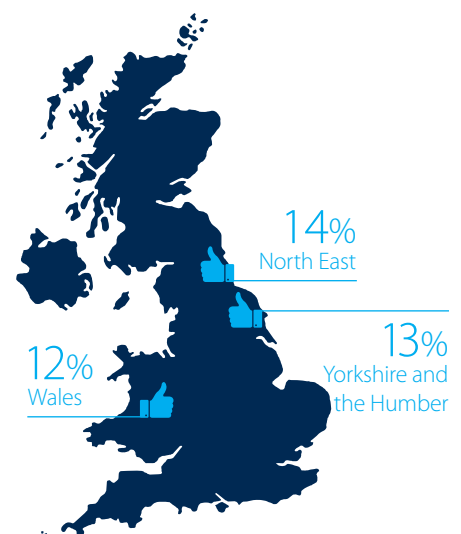 14%
North East
13%
Yorkshire and
the Humber
12%
Wales